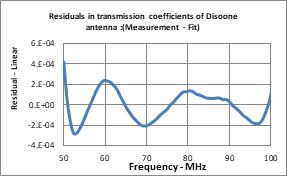 Residuals in transmission coefficients of Disoone
antenna :(Measurement - Fit)
Residual - Linear
6.E-04
4.E-04
2.E-04
0.E+00
-2.E-04
-4.E-04
50 60 70 80 90 100
Frequency - MHz